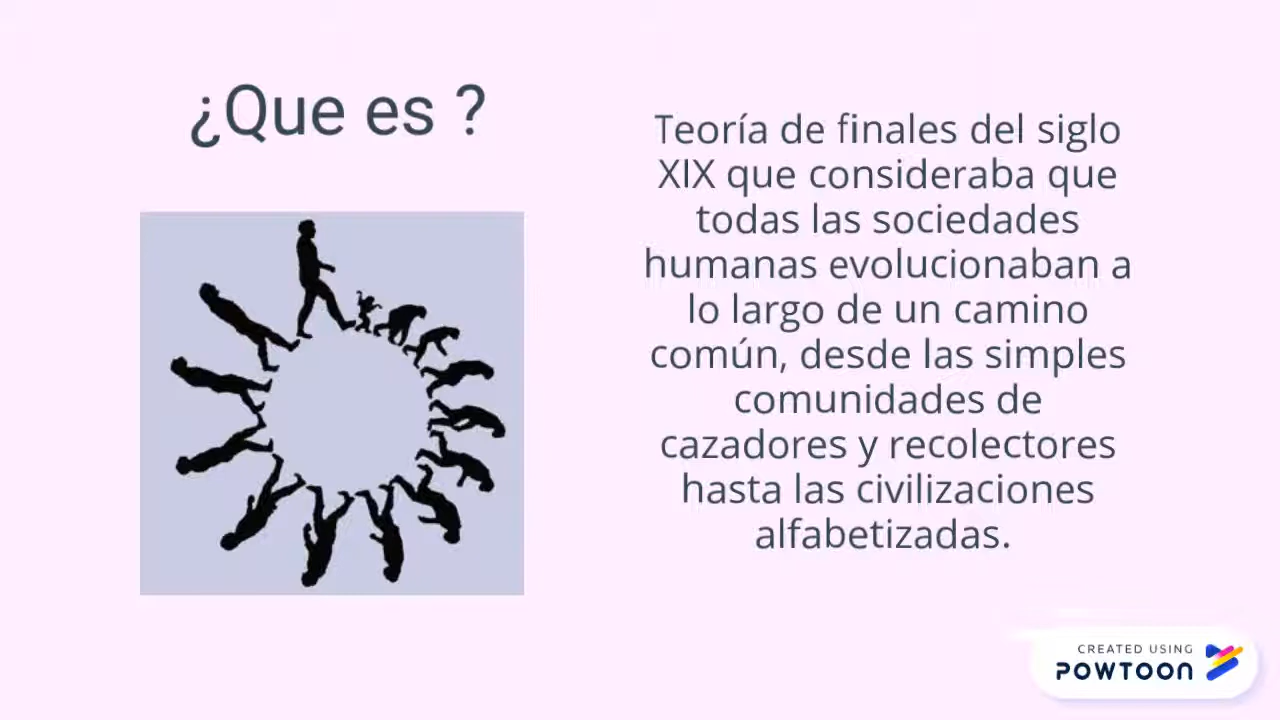 ¿Que es ?
Teoría de finales del siglo
XIX que consideraba que
todas las sociedades
humanas evolucionaban a
lo largo de un camino
común, desde las simples
comunidades de
cazadores y recolectores
hasta las civilizaciones
alfabetizadas.
CREATED USING
POWTOON